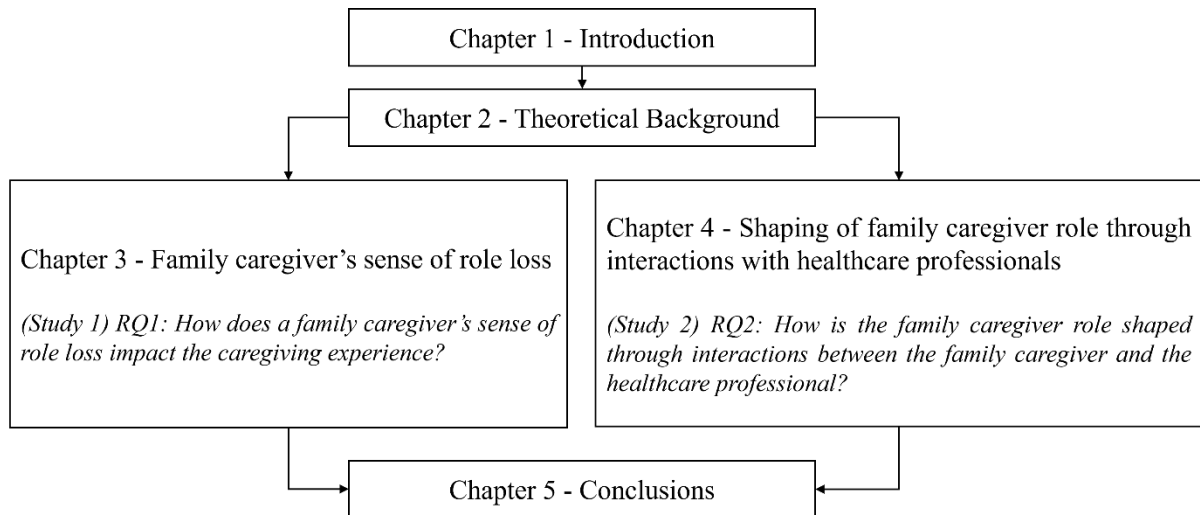 Chapter 1 - Introduction
Chapter 2 - Theoretical Background
Chapter 3 - Family caregiver’s sense of role loss
(Study 1) RQ1: How does a family caregiver’s sense of
role loss impact the caregiving experience?
Chapter 4 - Shaping of family caregiver role through
interactions with healthcare professionals
(Study 2) RQ2: How is the family caregiver role shaped
through interactions between the family caregiver and the
healthcare professional?
Chapter 5 - Conclusions